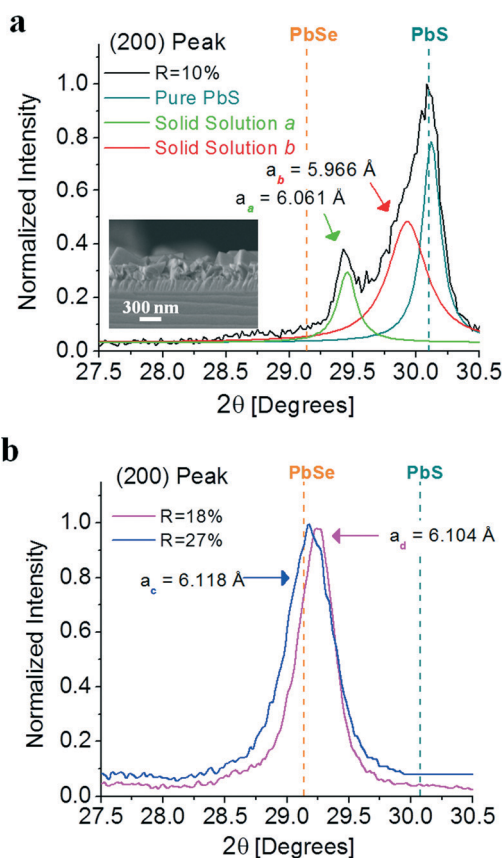 a
PbSe PbS
(200) Peak
R=10%
Pure PbS
Solid Solution a
Solid Solution b
a_b = 5.966 Å
a_a = 6.061 Å
300 nm
Normalized Intensity
1.0
0.8
0.6
0.4
0.2
0.0
27.5 28.0 28.5 29.0 29.5 30.0 30.5
2θ [Degrees]
b
PbSe PbS
(200) Peak
R=18%
R=27%
a_d = 6.104 Å
a_c = 6.118 Å
Normalized Intensity
1.0
0.8
0.6
0.4
0.2
0.0
27.5 28.0 28.5 29.0 29.5 30.0 30.5
2θ [Degrees]